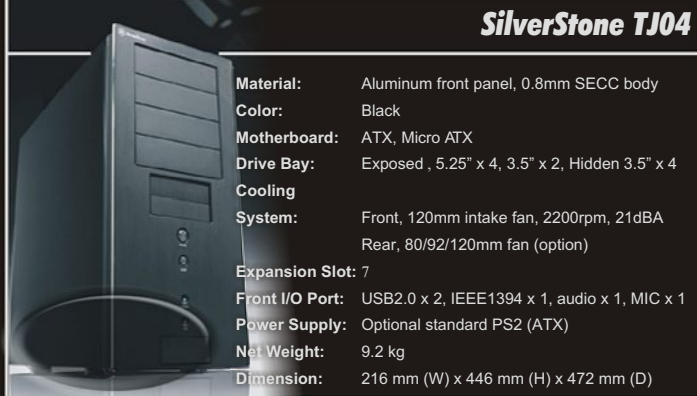 SilverStone TJ04
Material: Aluminum front panel, 0.8mm SECC body
Color: Black
Motherboard: ATX, Micro ATX
Drive Bay: Exposed , 5.25” x 4, 3.5” x 2, Hidden 3.5” x 4
Cooling
System: Front, 120mm intake fan, 2200rpm, 21dBA
Rear, 80/92/120mm fan (option)
Expansion Slot: 7
Front I/O Port: USB2.0 x 2, IEEE1394 x 1, audio x 1, MIC x 1
Power Supply: Optional standard PS2 (ATX)
Net Weight: 9.2 kg
Dimension: 216 mm (W) x 446 mm (H) x 472 mm (D)